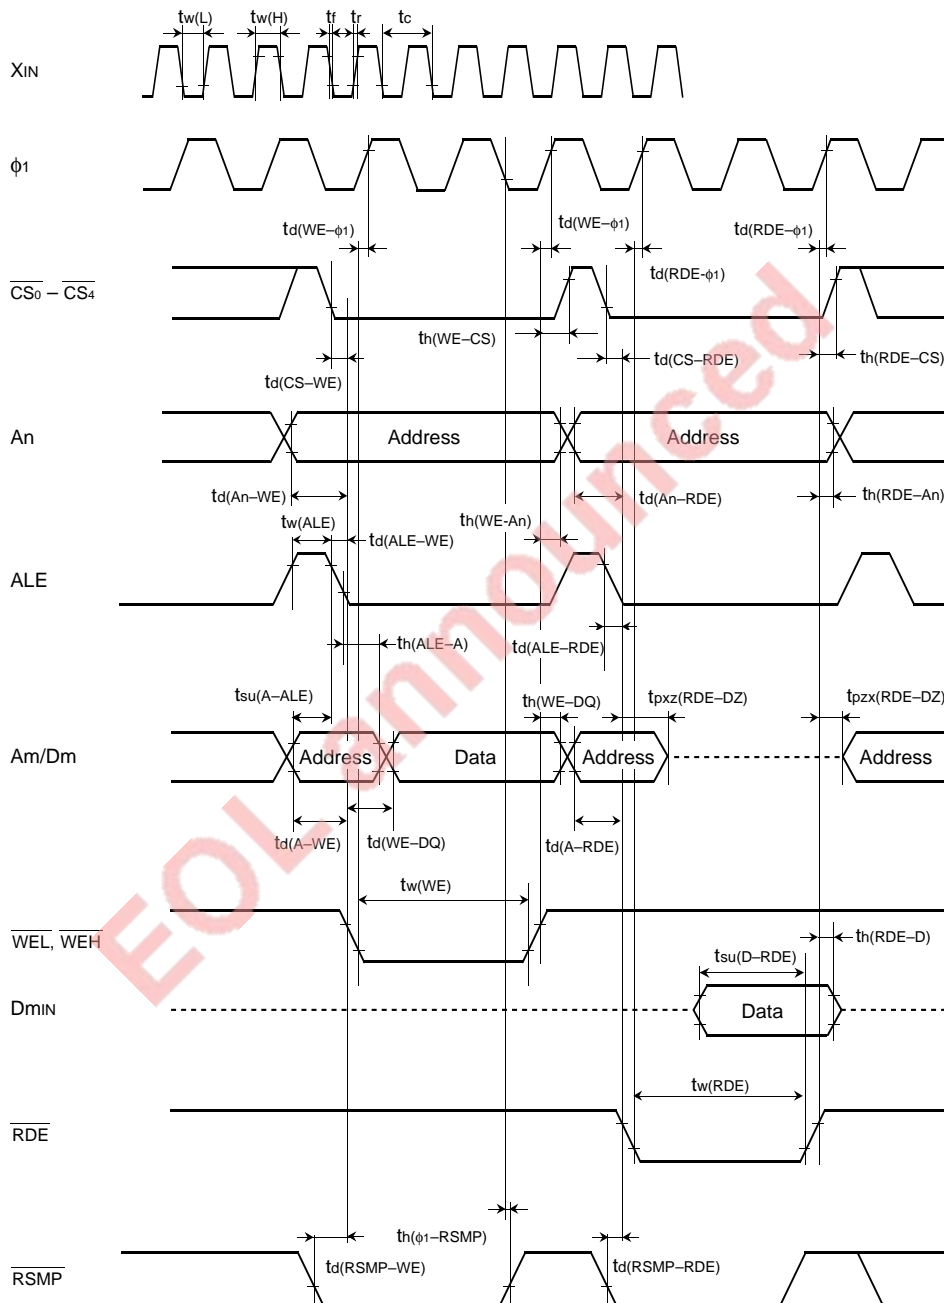 tw(L) tw(H) tf tr tc
XIN
ϕ1
td(WE–ϕ1) td(WE–ϕ1) td(RDE–ϕ1)
td(RDE-ϕ1)
CS0 – CS4
th(WE–CS)
td(CS–RDE) th(RDE–CS)
td(CS–WE)
An Address Address
td(An–WE) td(An–RDE) th(RDE–An)
tw(ALE) th(WE-An)
td(ALE–WE)
ALE
th(ALE–A) td(ALE–RDE)
tsu(A–ALE) th(WE–DQ) tpxz(RDE–DZ) tpzx(RDE–DZ)
Am/Dm Address Data Address Address
td(A–WE) td(WE–DQ) td(A–RDE)
tw(WE)
WEL, WEH
th(RDE–D)
tsu(D–RDE)
DmIN Data
tw(RDE)
RDE
th(ϕ1–RSMP)
td(RSMP–WE) td(RSMP–RDE)
RSMP
EOL announced